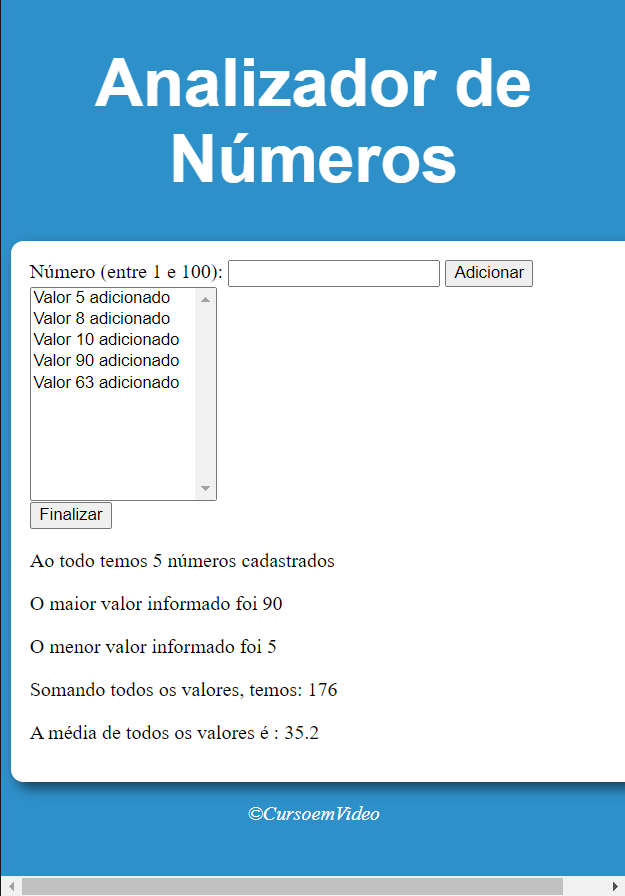 Analizador de
Números
Número (entre 1 e 100): Adicionar
Valor 5 adicionado
Valor 8 adicionado
Valor 10 adicionado
Valor 90 adicionado
Valor 63 adicionado
Finalizar
Ao todo temos 5 números cadastrados
O maior valor informado foi 90
O menor valor informado foi 5
Somando todos os valores, temos: 176
A média de todos os valores é : 35.2
©CursoemVideo